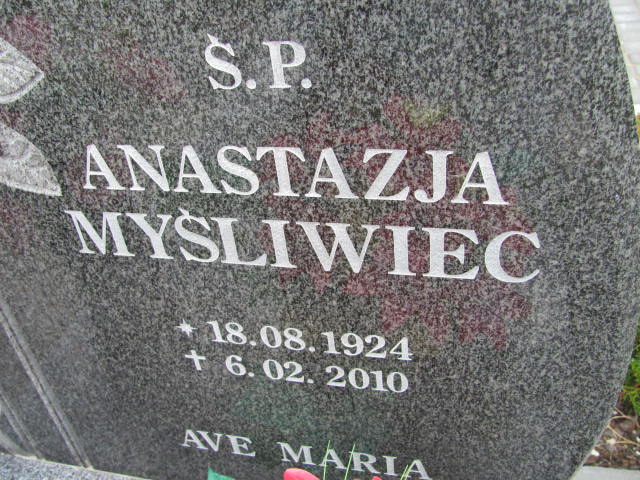 Ś.P.
ANASTAZJA
MYŚLIWIEC
* 18.08.1924
✝ 6.02.2010
AVE MARIA